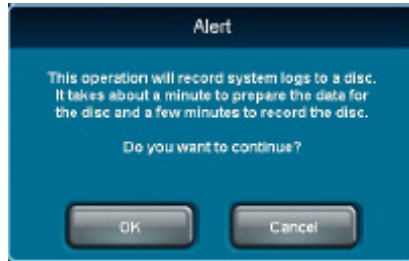 Alert
This operation will record system logs to a disc.
It takes about a minute to prepare the data for
the disc and a few minutes to record the disc.
Do you want to continue?
OK
Cancel